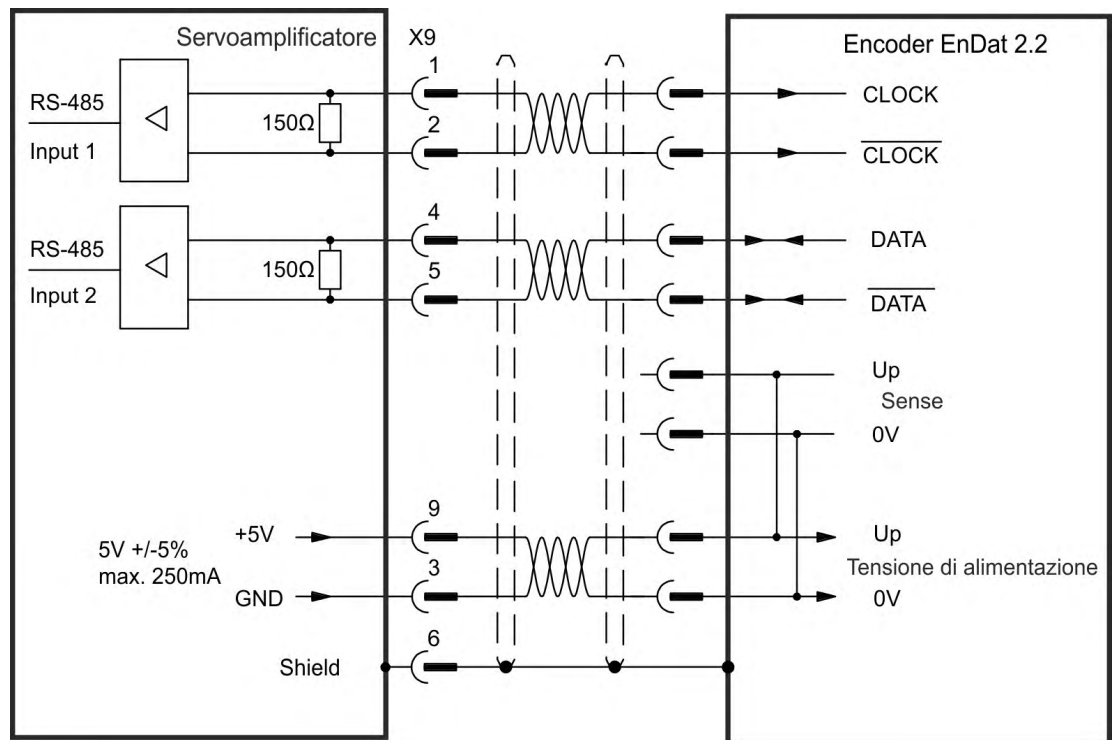 Servoamplificatore
X9
Encoder EnDat 2.2
1
RS-485
150Ω
CLOCK
2
Input 1
CLOCK
4
RS-485
DATA
150Ω
5
Input 2
DATA
Up
Sense
0V
9
+5V
Up
5V +/-5%
max. 250mA
Tensione di alimentazione
3
GND
0V
6
Shield